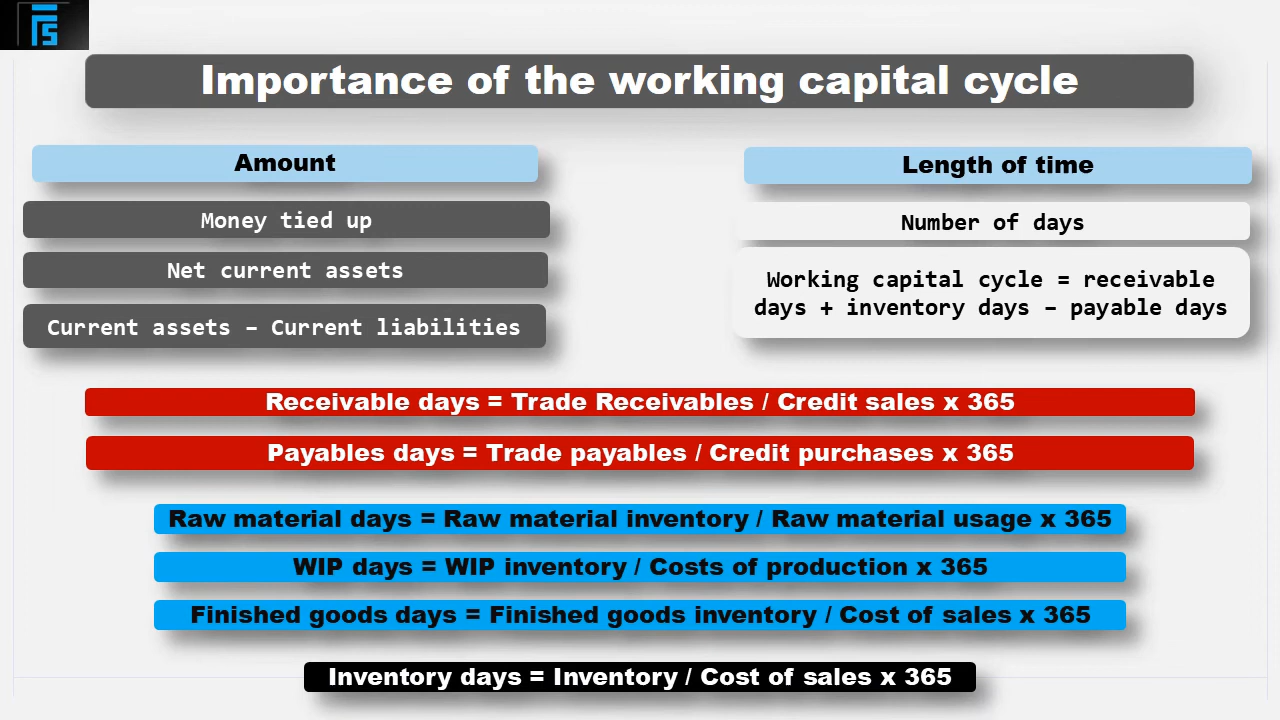 Importance of the working capital cycle
Amount
Money tied up
Net current assets
Current assets – Current liabilities
Length of time
Number of days
Working capital cycle = receivable
days + inventory days – payable days
Receivable days = Trade Receivables / Credit sales x 365
Payables days = Trade payables / Credit purchases x 365
Raw material days = Raw material inventory / Raw material usage x 365
WIP days = WIP inventory / Costs of production x 365
Finished goods days = Finished goods inventory / Cost of sales x 365
Inventory days = Inventory / Cost of sales x 365